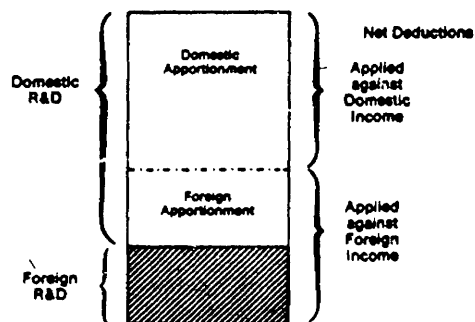 Net Deductions
Domestic
Apportionment
Applied
against
Domestic
Income
Domestic
R&D
Foreign
Apportionment
Applied
against
Foreign
Income
Foreign
R&D